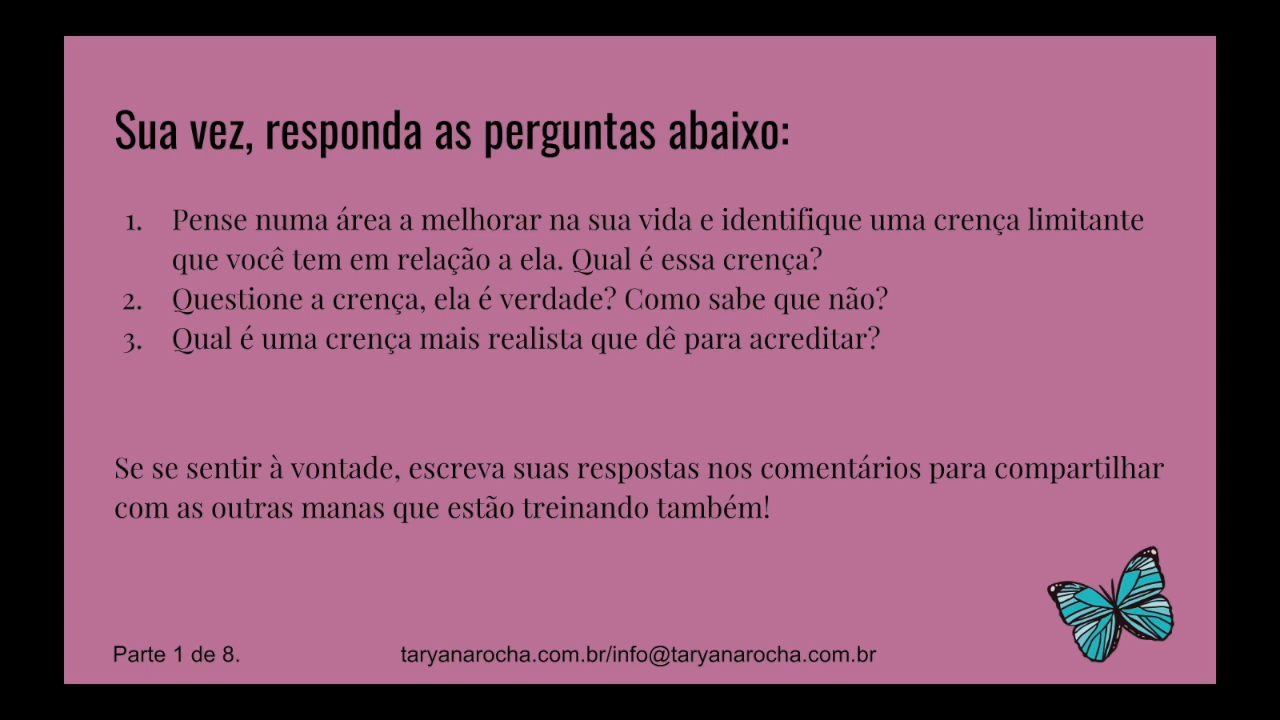 Sua vez, responda as perguntas abaixo:
1. Pense numa área a melhorar na sua vida e identifique uma crença limitante
que você tem em relação a ela. Qual é essa crença?
2. Questione a crença, ela é verdade? Como sabe que não?
3. Qual é uma crença mais realista que dê para acreditar?
Se se sentir à vontade, escreva suas respostas nos comentários para compartilhar
com as outras manas que estão treinando também!
Parte 1 de 8. taryanarocha.com.br/info@taryanarocha.com.br